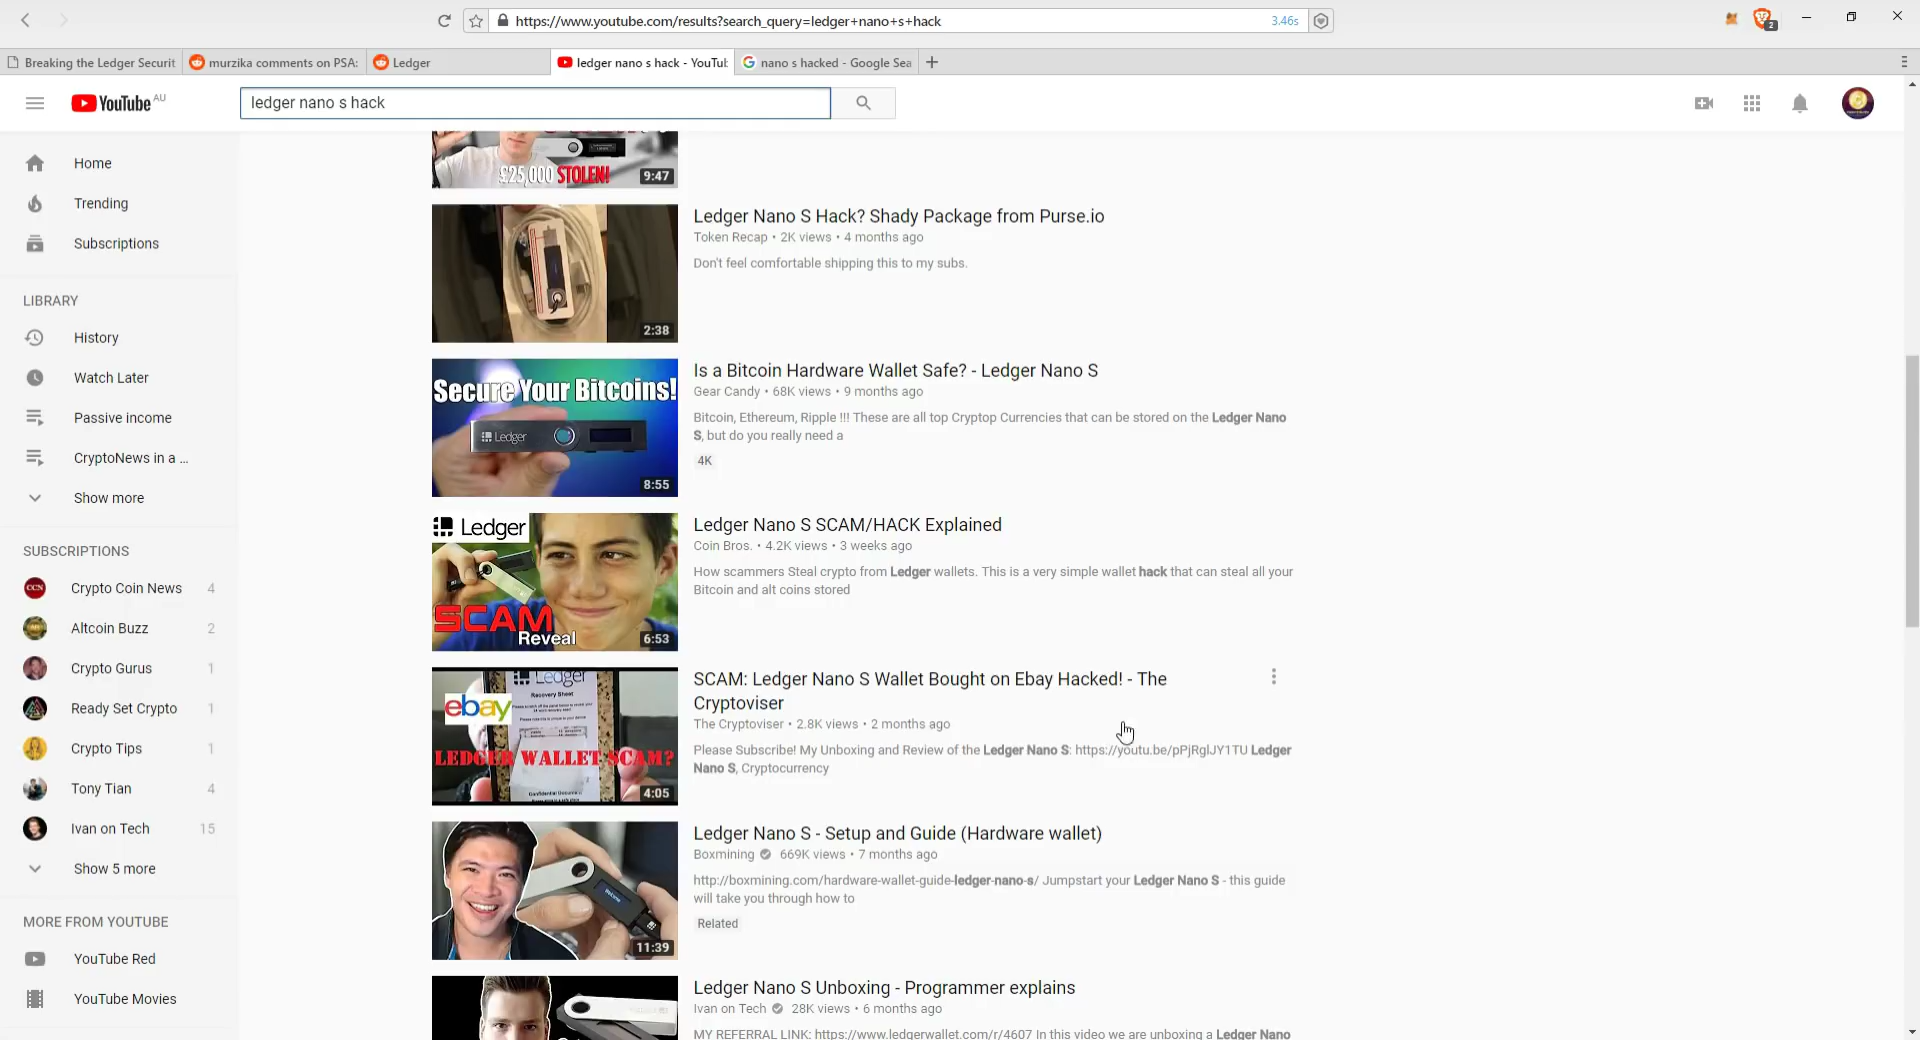 https://www.youtube.com/results?search_query=ledger+nano+s+hack
3.46s
2
Breaking the Ledger Securit
murzika comments on PSA:
Ledger
ledger nano s hack - YouTu
nano s hacked - Google Sea
YouTube AU
ledger nano s hack
Home
Trending
Subscriptions
LIBRARY
History
Watch Later
Passive income
CryptoNews in a ...
Show more
SUBSCRIPTIONS
CCN
Crypto Coin News 4
Altcoin Buzz 2
Crypto Gurus 1
Ready Set Crypto 1
Crypto Tips 1
Tony Tian 4
Ivan on Tech 15
Show 5 more
MORE FROM YOUTUBE
YouTube Red
YouTube Movies
£25,000 STOLEN!
9:47
2:38
Ledger Nano S Hack? Shady Package from Purse.io
Token Recap • 2K views • 4 months ago
Don't feel comfortable shipping this to my subs.
Secure Your Bitcoins!
Ledger
8:55
Is a Bitcoin Hardware Wallet Safe? - Ledger Nano S
Gear Candy • 68K views • 9 months ago
Bitcoin, Ethereum, Ripple !!! These are all top Cryptop Currencies that can be stored on the Ledger Nano
S, but do you really need a
4K
Ledger
SCAM
Reveal
6:53
Ledger Nano S SCAM/HACK Explained
Coin Bros. • 4.2K views • 3 weeks ago
How scammers Steal crypto from Ledger wallets. This is a very simple wallet hack that can steal all your
Bitcoin and alt coins stored
Ledger
Recovery Sheet
ebay
LEDGER WALLET SCAM?
4:05
SCAM: Ledger Nano S Wallet Bought on Ebay Hacked! - The
Cryptoviser
The Cryptoviser • 2.8K views • 2 months ago
Please Subscribe! My Unboxing and Review of the Ledger Nano S: https://youtu.be/pPjRglJY1TU Ledger
Nano S, Cryptocurrency
Welcome
11:39
Ledger Nano S - Setup and Guide (Hardware wallet)
Boxmining 669K views • 7 months ago
http://boxmining.com/hardware-wallet-guide-ledger-nano-s/ Jumpstart your Ledger Nano S - this guide
will take you through how to
Related
Ledger Nano S Unboxing - Programmer explains
Ivan on Tech 28K views • 6 months ago
MY REFERRAL LINK: https://www.ledgerwallet.com/r/4607 In this video we are unboxing a Ledger Nano